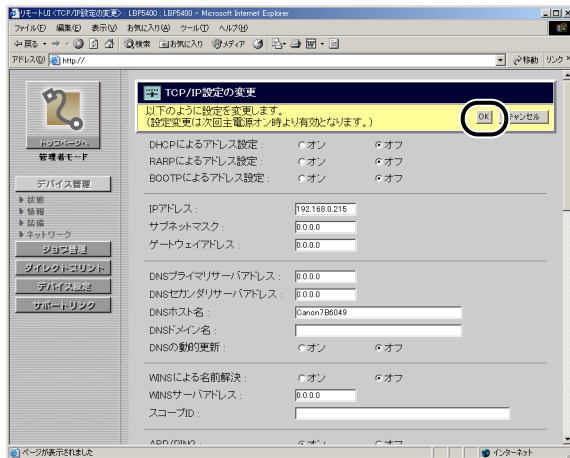 リモートUI <TCP/IP設定の変更> : LBP5400 ; LBP5400 - Microsoft Internet Explorer
ファイル(F) 編集(E) 表示(V) お気に入り(A) ツール(T) ヘルプ(H)
戻る 検索 お気に入り メディア
アドレス(D) http:// 移動 リンク
トップページへ
管理者モード
デバイス管理
状態
情報
装備
ネットワーク
ジョブ管理
ダイレクトプリント
デバイス設定
サポートリンク
TCP/IP設定の変更
以下のように設定を変更します。
(設定変更は次回主電源オン時より有効となります。)
OK キャンセル
DHCPによるアドレス設定 : オン オフ
RARPによるアドレス設定 : オン オフ
BOOTPによるアドレス設定 : オン オフ
IPアドレス : 192.168.0.215
サブネットマスク : 0.0.0.0
ゲートウェイアドレス : 0.0.0.0
DNSプライマリサーバアドレス : 0.0.0.0
DNSセカンダリサーバアドレス : 0.0.0.0
DNSホスト名 : Canon7B6049
DNSドメイン名 :
DNSの動的更新 : オン オフ
WINSによる名前解決 : オン オフ
WINSサーバアドレス : 0.0.0.0
スコープID :
ARP/PING : オン オフ
ページが表示されました インターネット